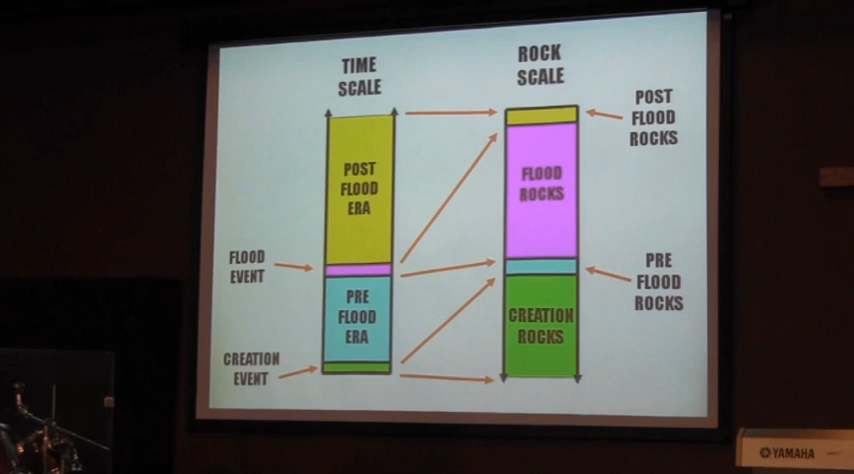 TIME
SCALE
ROCK
SCALE
POST
FLOOD
ROCKS
POST
FLOOD
ERA
FLOOD
ROCKS
FLOOD
EVENT
PRE
FLOOD
ROCKS
PRE
FLOOD
ERA
CREATION
ROCKS
CREATION
EVENT
YAMAHA